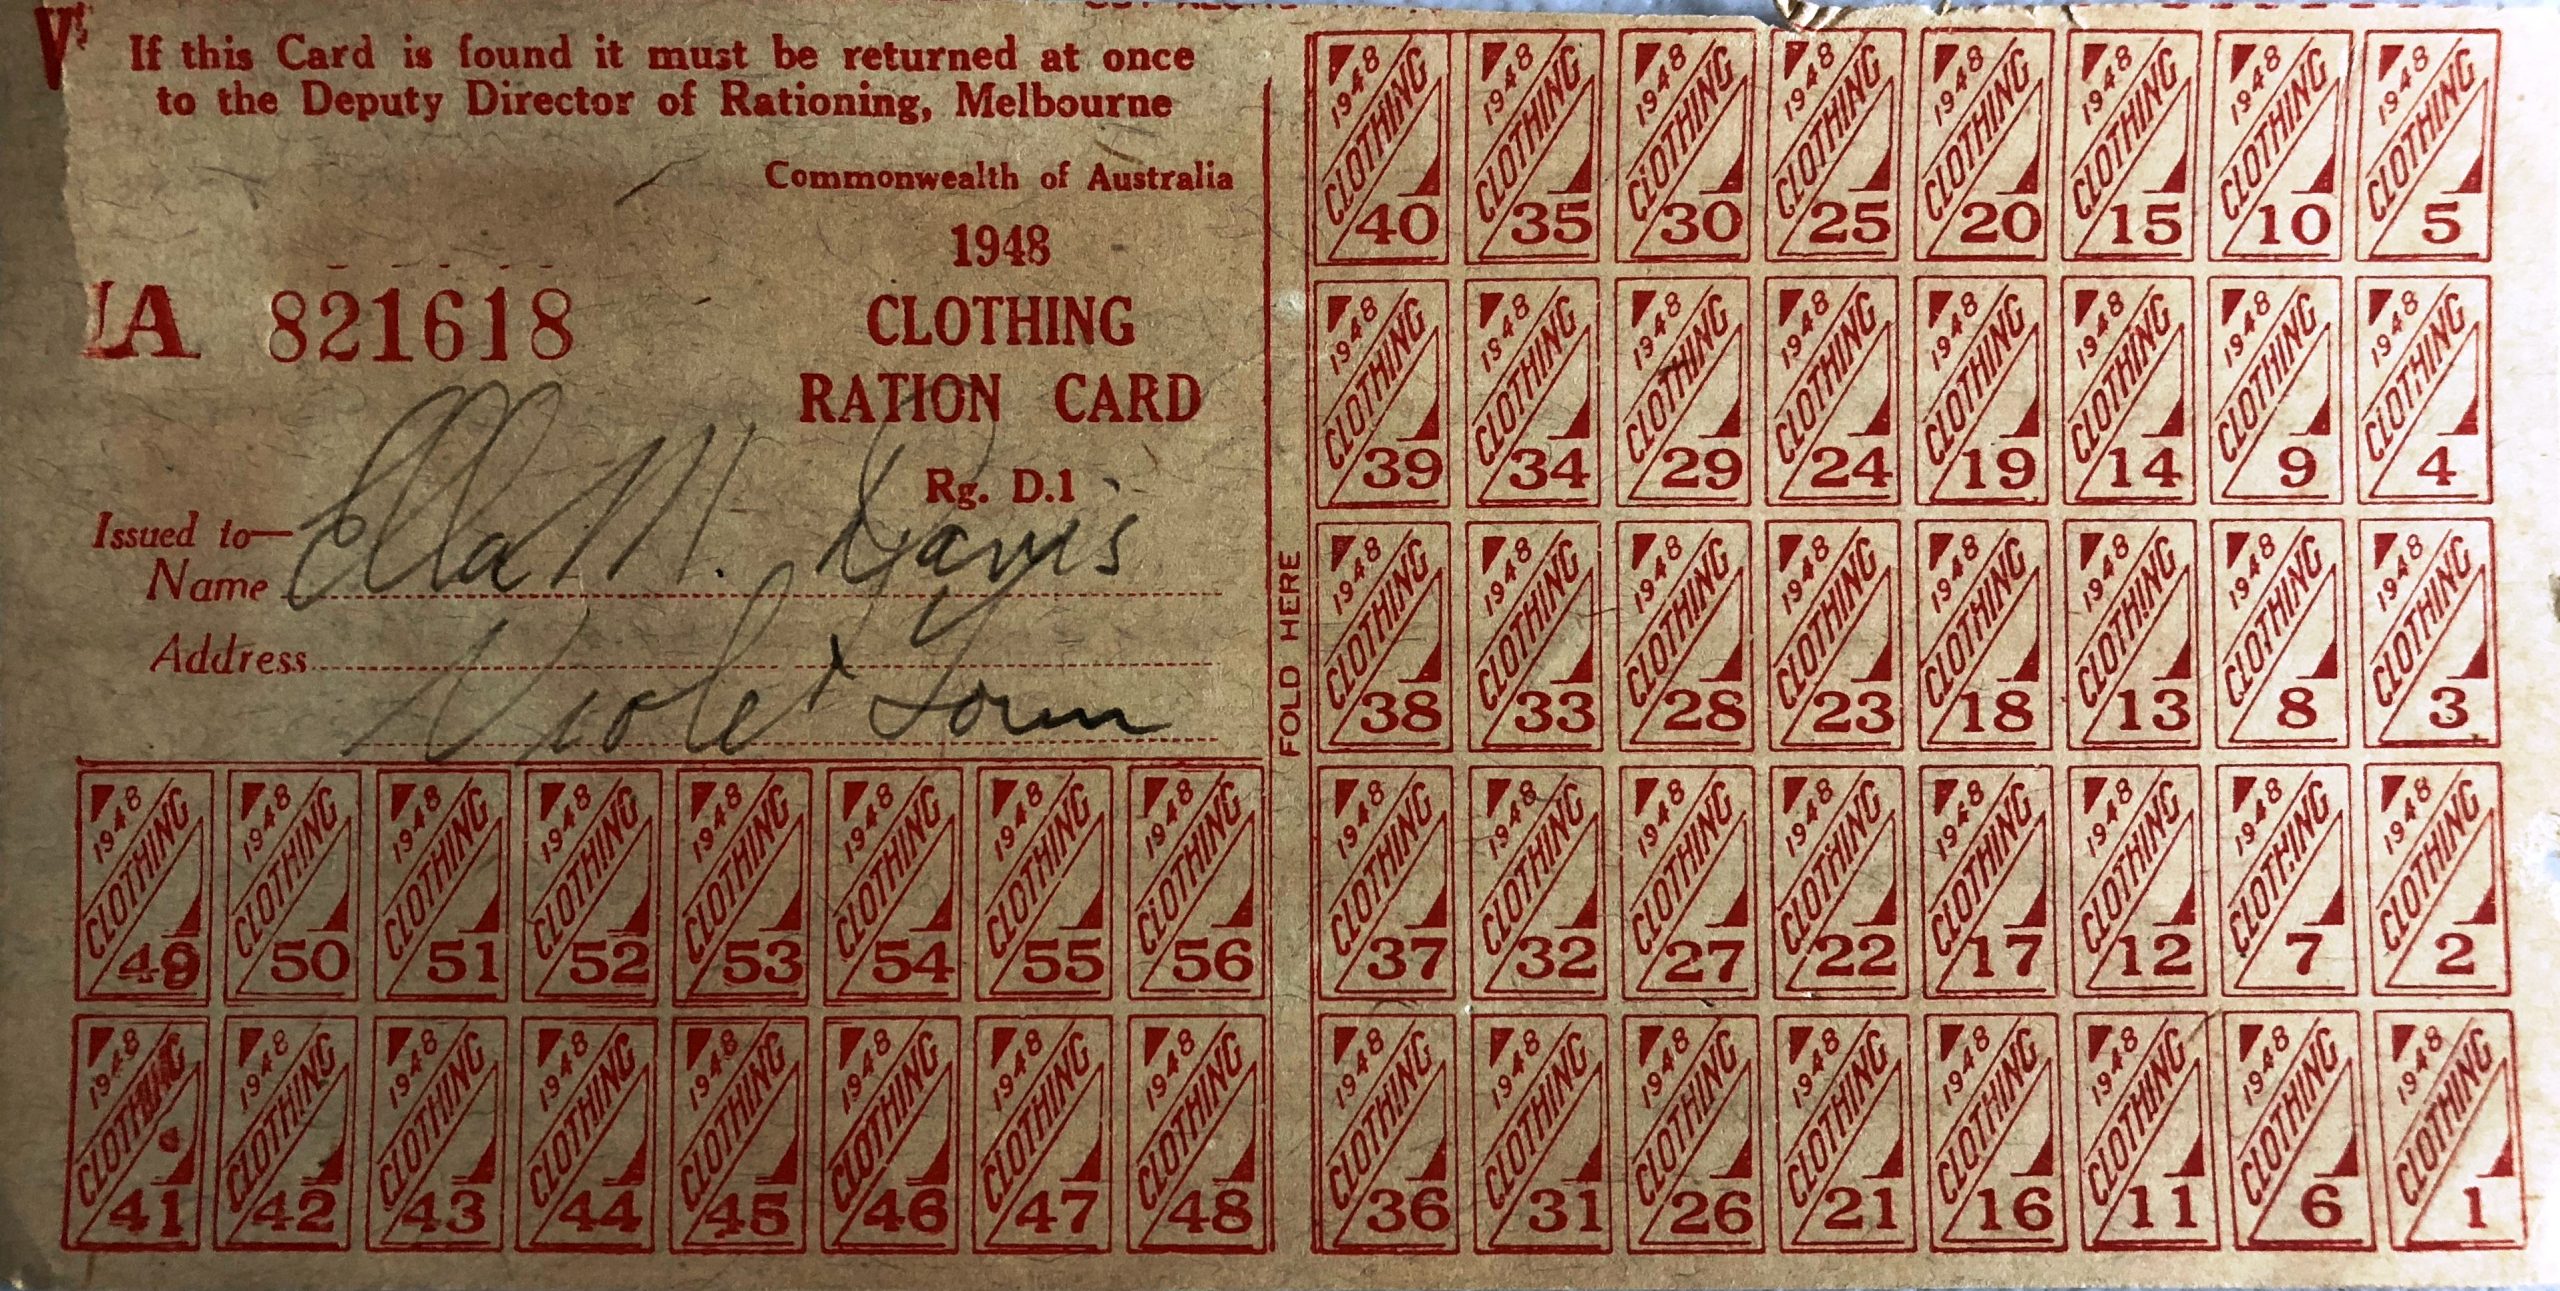 If this Card is found it must be returned at once
to the Deputy Director of Rationing, Melbourne
Commonwealth of Australia
1948
A 821618
CLOTHING
RATION CARD
Rg. D.1
Issued to—
Name Ella M. Davis
Address
Violet Town
FOLD HERE
1948 1948 1948 1948 1948 1948 1948 1948
CLOTHING CLOTHING CLOTHING CLOTHING CLOTHING CLOTHING CLOTHING CLOTHING
49 50 51 52 53 54 55 56
1948 1948 1948 1948 1948 1948 1948 1948
CLOTHING CLOTHING CLOTHING CLOTHING CLOTHING CLOTHING CLOTHING CLOTHING
41 42 43 44 45 46 47 48
1948 1948 1948 1948 1948 1948 1948 1948
CLOTHING CLOTHING CLOTHING CLOTHING CLOTHING CLOTHING CLOTHING CLOTHING
40 35 30 25 20 15 10 5
1948 1948 1948 1948 1948 1948 1948 1948
CLOTHING CLOTHING CLOTHING CLOTHING CLOTHING CLOTHING CLOTHING CLOTHING
39 34 29 24 19 14 9 4
1948 1948 1948 1948 1948 1948 1948 1948
CLOTHING CLOTHING CLOTHING CLOTHING CLOTHING CLOTHING CLOTHING CLOTHING
38 33 28 23 18 13 8 3
1948 1948 1948 1948 1948 1948 1948 1948
CLOTHING CLOTHING CLOTHING CLOTHING CLOTHING CLOTHING CLOTHING CLOTHING
37 32 27 22 17 12 7 2
1948 1948 1948 1948 1948 1948 1948 1948
CLOTHING CLOTHING CLOTHING CLOTHING CLOTHING CLOTHING CLOTHING CLOTHING
36 31 26 21 16 11 6 1